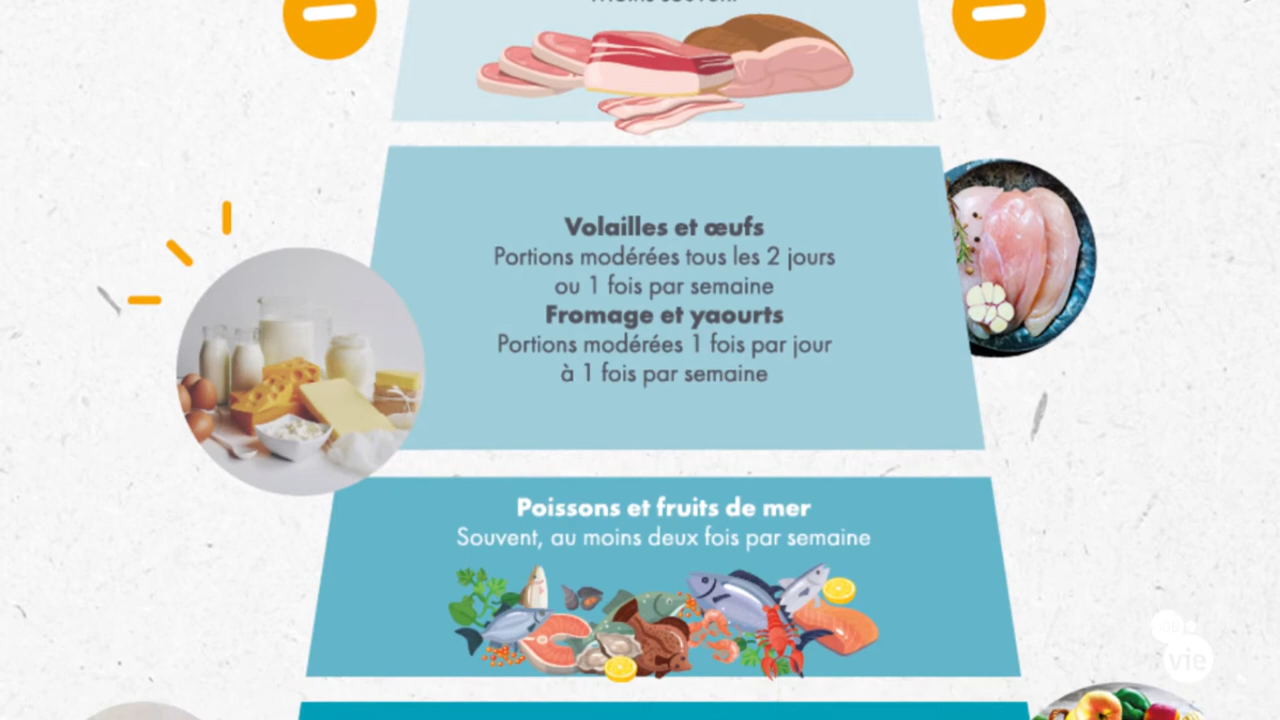 Volailles et œufs
Portions modérées tous les 2 jours
ou 1 fois par semaine
Fromage et yaourts
Portions modérées 1 fois par jour
à 1 fois par semaine
Poissons et fruits de mer
Souvent, au moins deux fois par semaine
vie